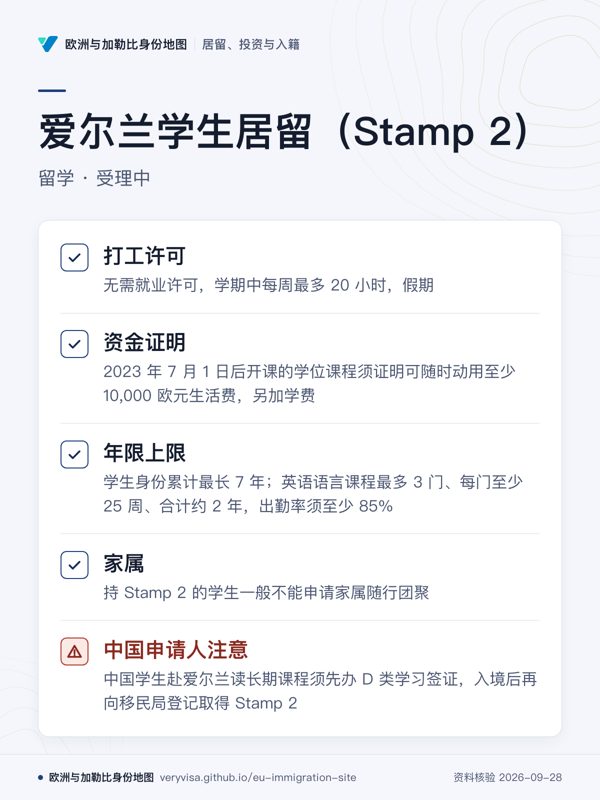 欧洲与加勒比身份地图 居留、投资与入籍
爱尔兰学生居留（Stamp 2）
留学 · 受理中
打工许可
无需就业许可，学期中每周最多 20 小时，假期
资金证明
2023 年 7 月 1 日后开课的学位课程须证明可随时动用至少
10,000 欧元生活费，另加学费
年限上限
学生身份累计最长 7 年；英语语言课程最多 3 门、每门至少
25 周、合计约 2 年，出勤率须至少 85%
家属
持 Stamp 2 的学生一般不能申请家属随行团聚
中国申请人注意
中国学生赴爱尔兰读长期课程须先办 D 类学习签证，入境后再
向移民局登记取得 Stamp 2
欧洲与加勒比身份地图 veryvisa.github.io/eu-immigration-site 资料核验 2026-09-28